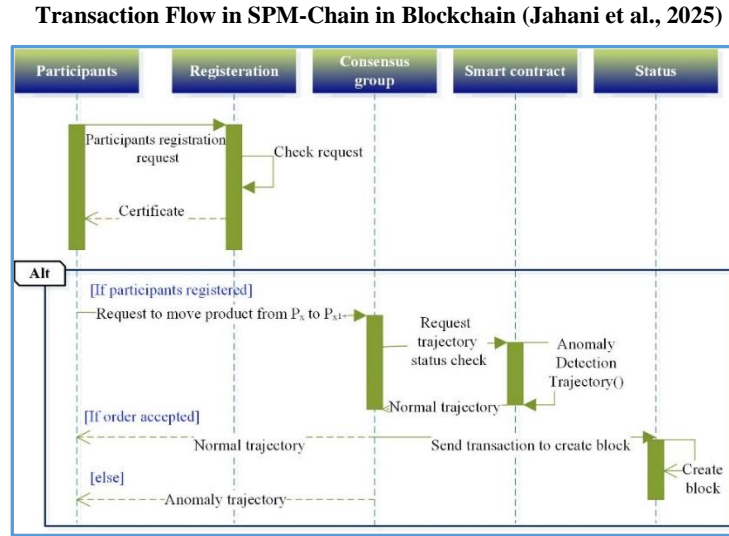 Transaction Flow in SPM-Chain in Blockchain (Jahani et al., 2025)
Participants
Registeration
Consensus
group
Smart contract
Status
Participants registration
request
Check request
Certificate
Alt
[If participants registered]
Request to move product from Px to Px1
Request
trajectory
status check
Anomaly
Detection
Trajectory()
Normal trajectory
[If order accepted]
Normal trajectory
Send transaction to create block
Create
block
[else]
Anomaly trajectory